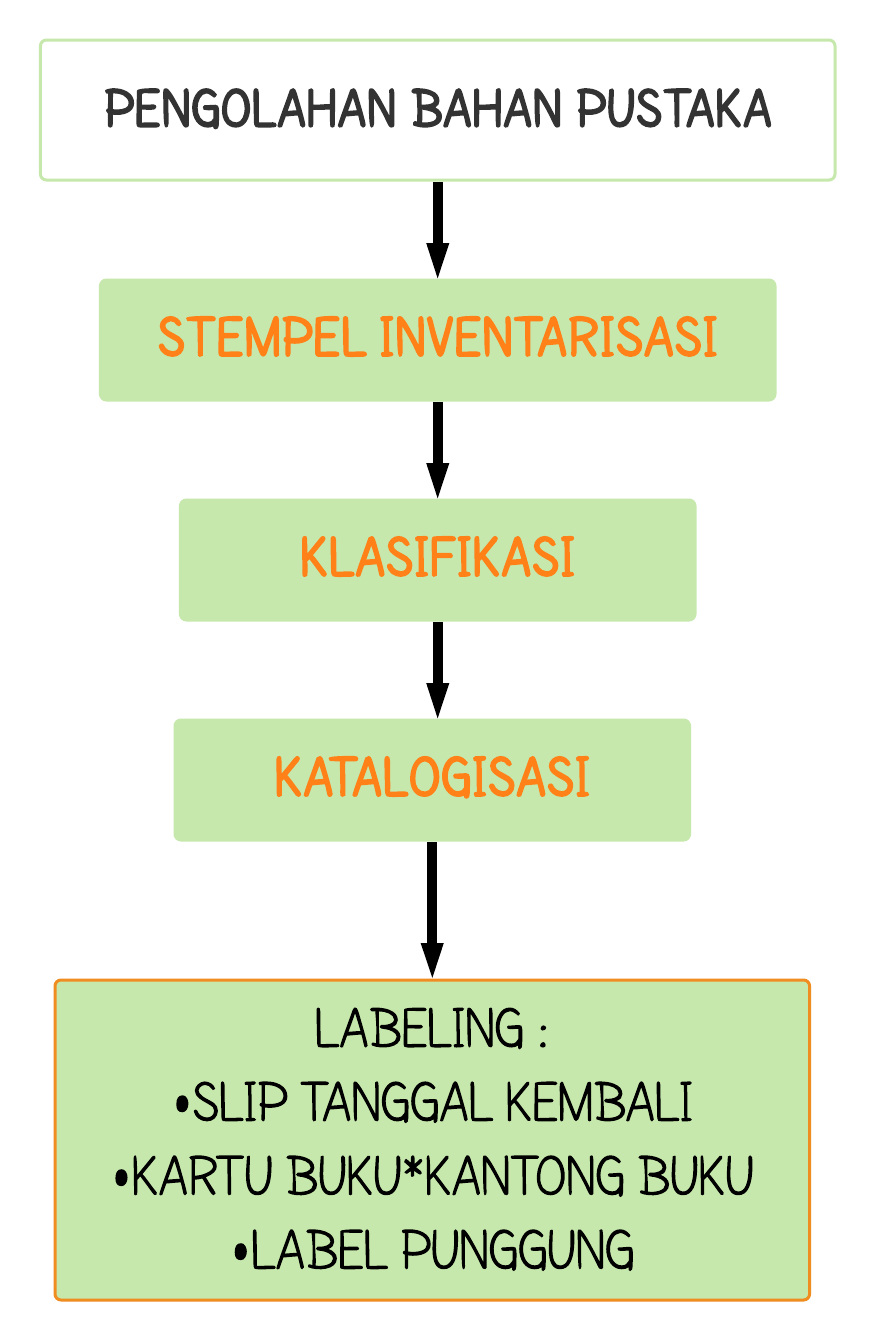 PENGOLAHAN BAHAN PUSTAKA
STEMPEL INVENTARISASI
KLASIFIKASI
KATALOGISASI
LABELING :
•SLIP TANGGAL KEMBALI
•KARTU BUKU*KANTONG BUKU
•LABEL PUNGGUNG